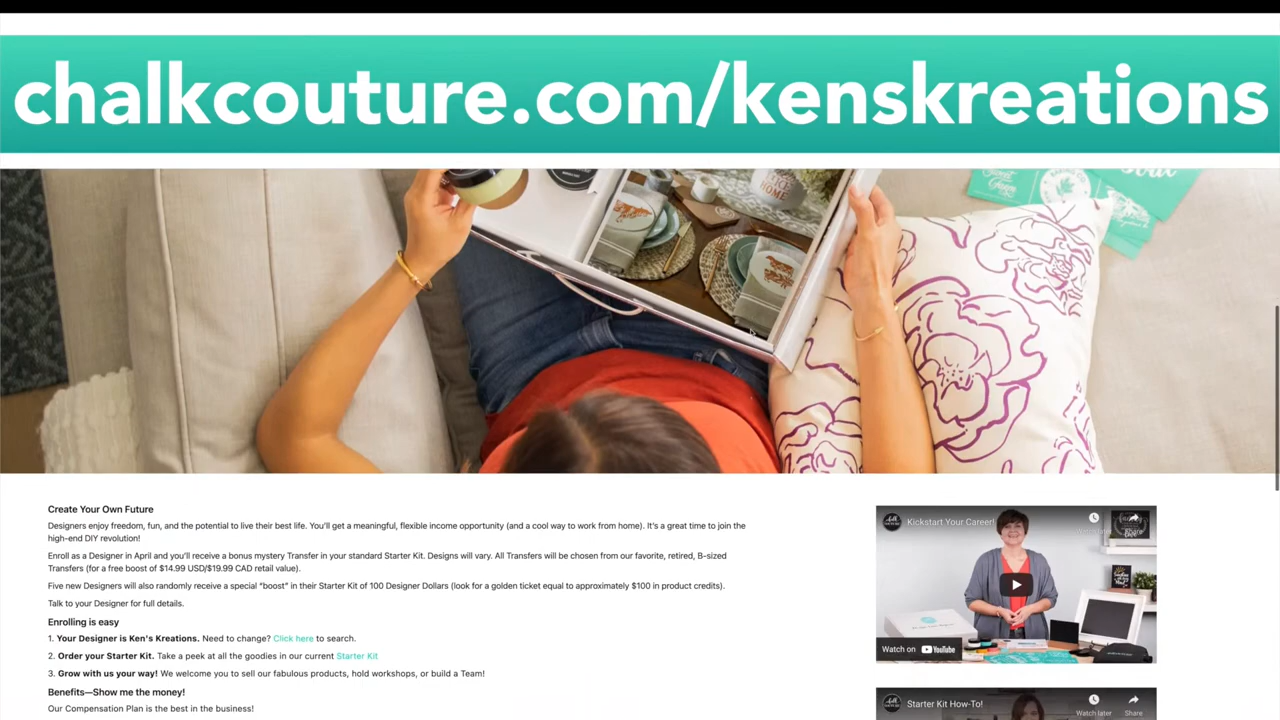 chalkcouture.com/kenskreations
HOME
Create Your Own Future
Designers enjoy freedom, fun, and the potential to live their best life. You'll get a meaningful, flexible income opportunity (and a cool way to work from home). It's a great time to join the
high-end DIY revolution!
Enroll as a Designer in April and you'll receive a bonus mystery Transfer in your standard Starter Kit. Designs will vary. All Transfers will be chosen from our favorite, retired, B-sized
Transfers (for a free boost of $14.99 USD/$19.99 CAD retail value).
Five new Designers will also randomly receive a special “boost” in their Starter Kit of 100 Designer Dollars (look for a golden ticket equal to approximately $100 in product credits).
Talk to your Designer for full details.
Enrolling is easy
1. Your Designer is Ken's Kreations. Need to change? Click here to search.
2. Order your Starter Kit. Take a peek at all the goodies in our current Starter Kit
3. Grow with us your way! We welcome you to sell our fabulous products, hold workshops, or build a Team!
Benefits—Show me the money!
Our Compensation Plan is the best in the business!
Kickstart Your Career!
Watch later
Share
Watch on YouTube
Starter Kit How-To!
Watch later
Share